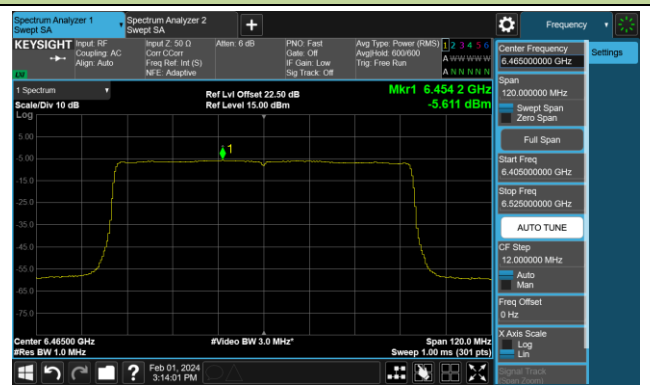 Spectrum Analyzer 1
Swept SA
Spectrum Analyzer 2
Swept SA
Frequency
KEYSIGHT
Input: RF
Coupling: AC
Align: Auto
Input Z: 50 Ω
Corr CCorr
Freq Ref: Int (S)
NFE: Adaptive
Atten: 6 dB
PNO: Fast
Gate: Off
IF Gain: Low
Sig Track: Off
Avg Type: Power (RMS)
Avg|Hold: 600/600
Trig: Free Run
1 2 3 4 5 6
A W W W W W
A N N N N N
LXI
1 Spectrum
Scale/Div 10 dB
Log
Ref Lvl Offset 22.50 dB
Ref Level 15.00 dBm
Mkr1 6.454 2 GHz
-5.611 dBm
5.00
-5.00
-15.0
-25.0
-35.0
-45.0
-55.0
-65.0
-75.0
1
Center 6.46500 GHz
#Res BW 1.0 MHz
#Video BW 3.0 MHz*
Span 120.0 MHz
Sweep 1.00 ms (301 pts)
Feb 01, 2024
3:14:01 PM
Center Frequency
6.465000000 GHz
Settings
Span
120.000000 MHz
Swept Span
Zero Span
Full Span
Start Freq
6.405000000 GHz
Stop Freq
6.525000000 GHz
AUTO TUNE
CF Step
12.000000 MHz
Auto
Man
Freq Offset
0 Hz
X Axis Scale
Log
Lin
Signal Track
(Span Zoom)